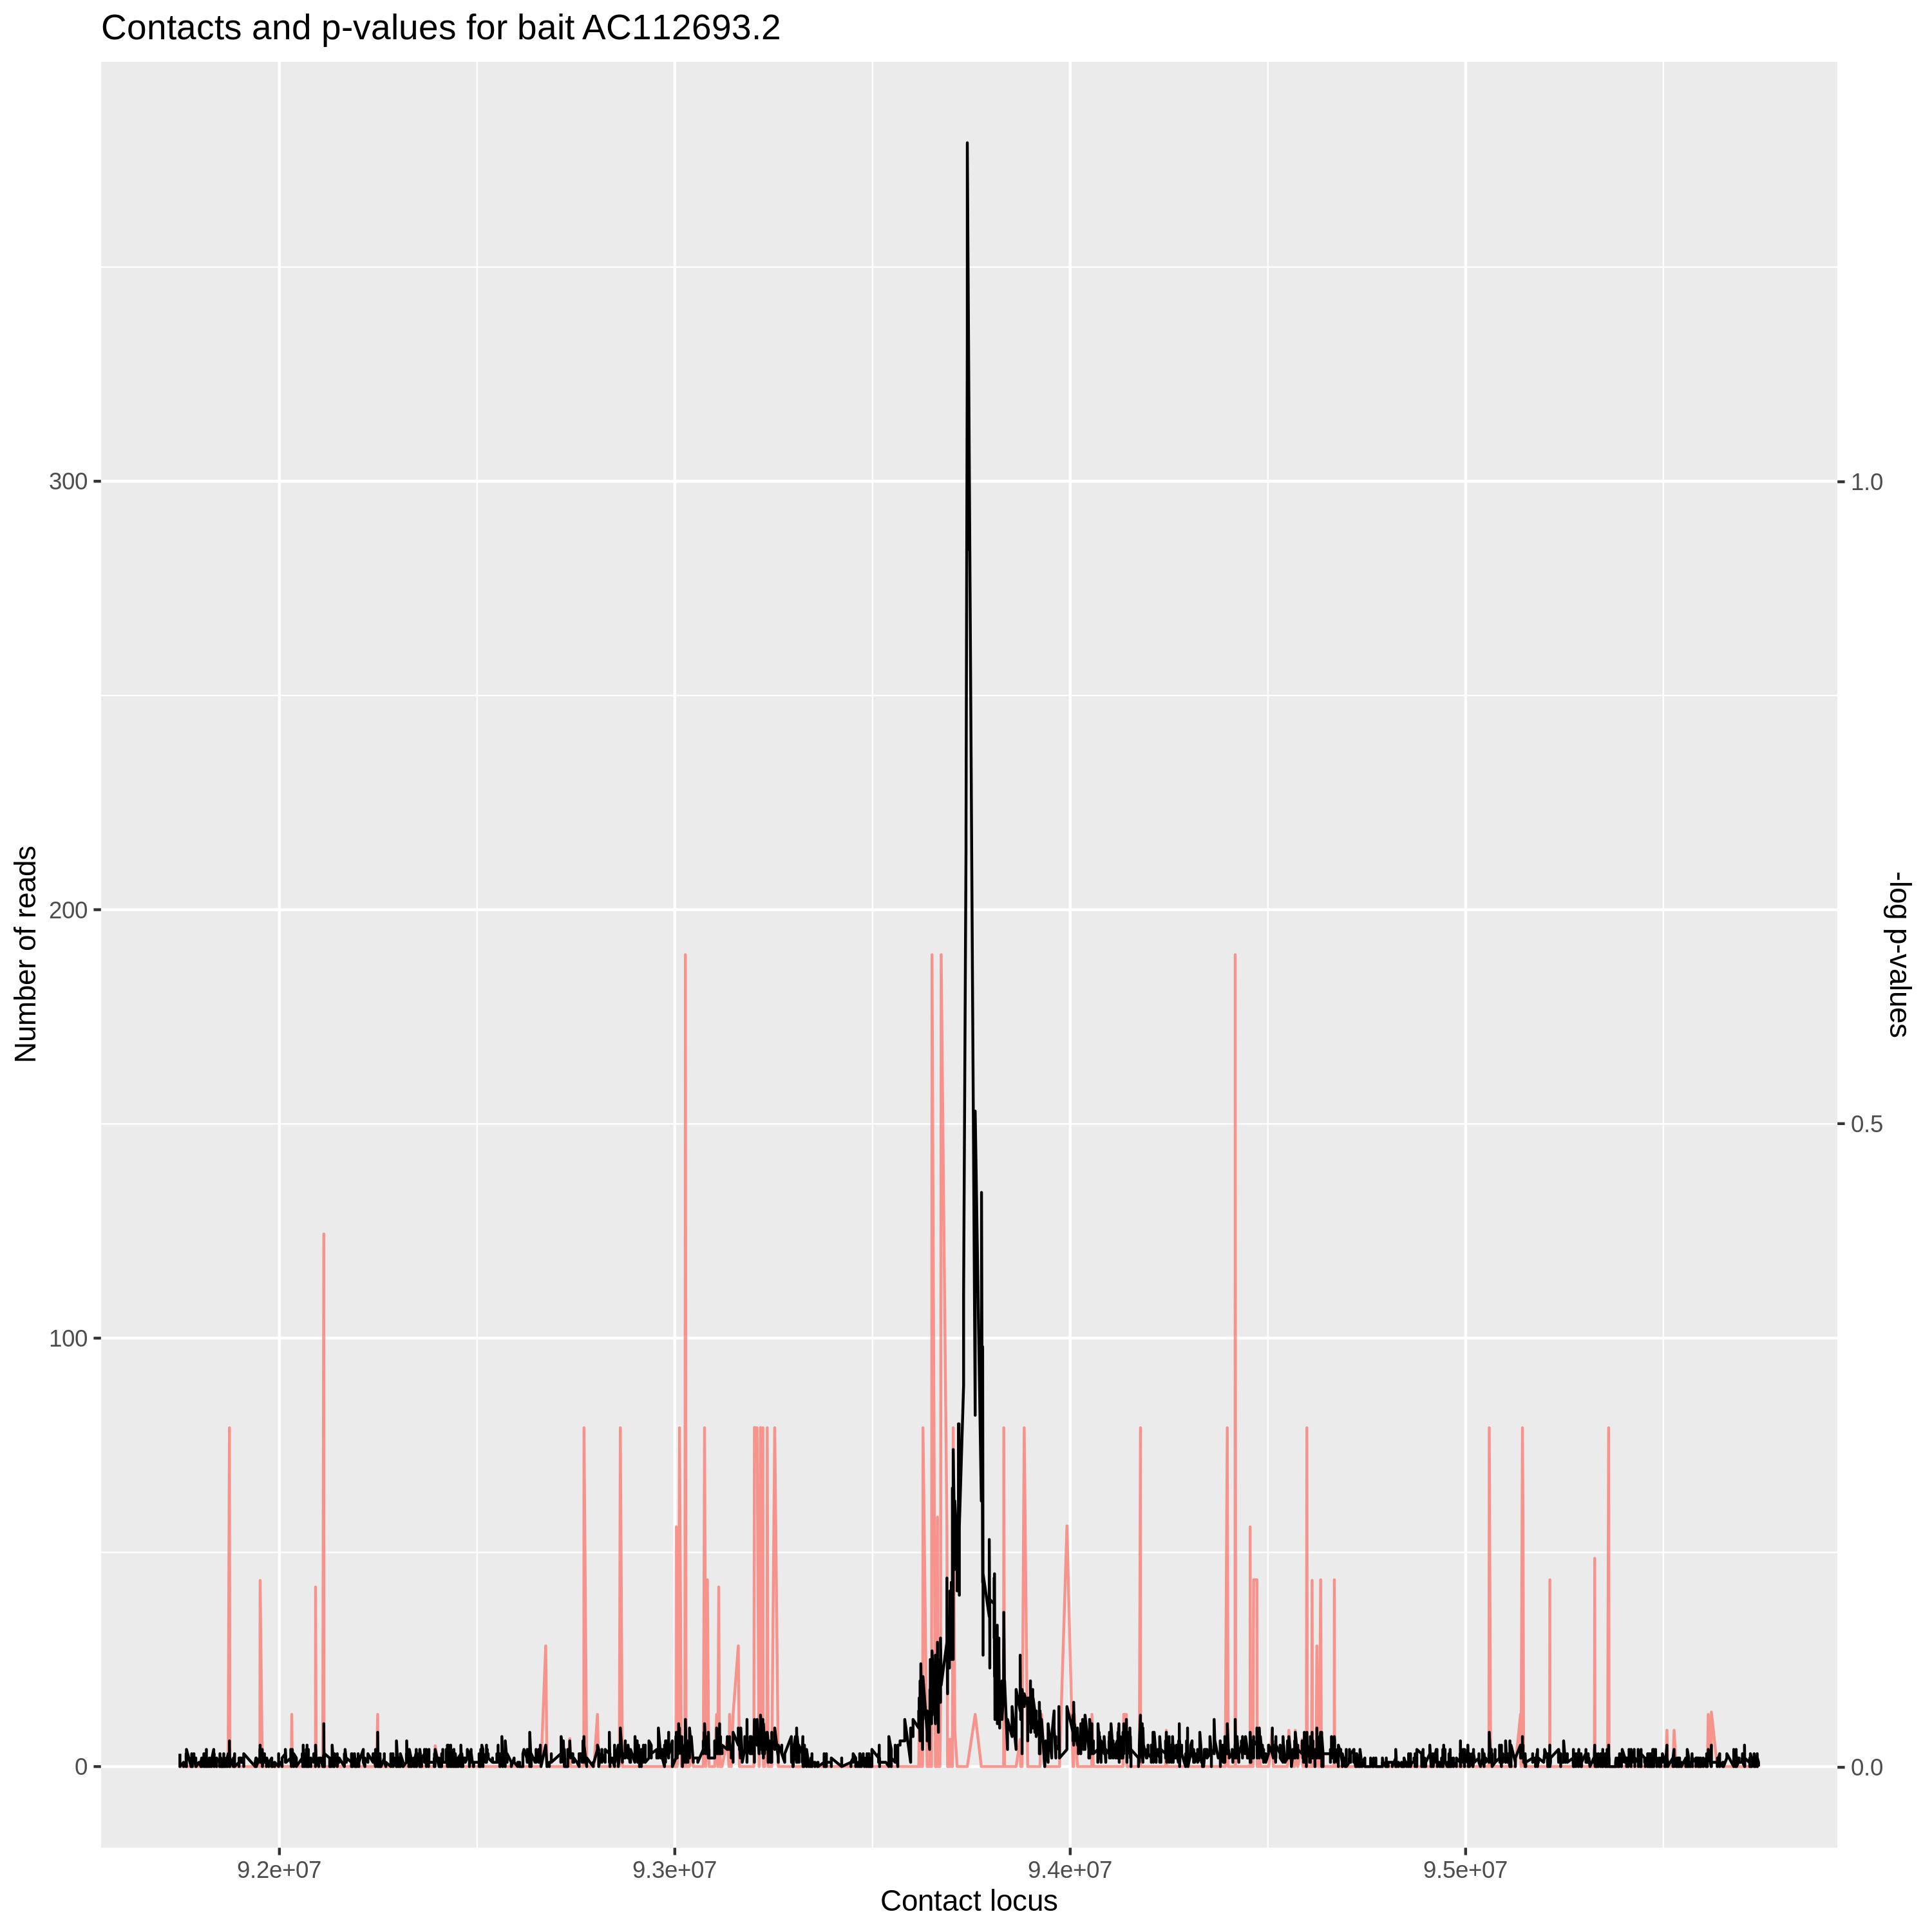 Contacts and p-values for bait AC112693.2
Number of reads
300
200
100
0
1.0
0.5
0.0
-log p-values
9.2e+07
9.3e+07
9.4e+07
9.5e+07
Contact locus